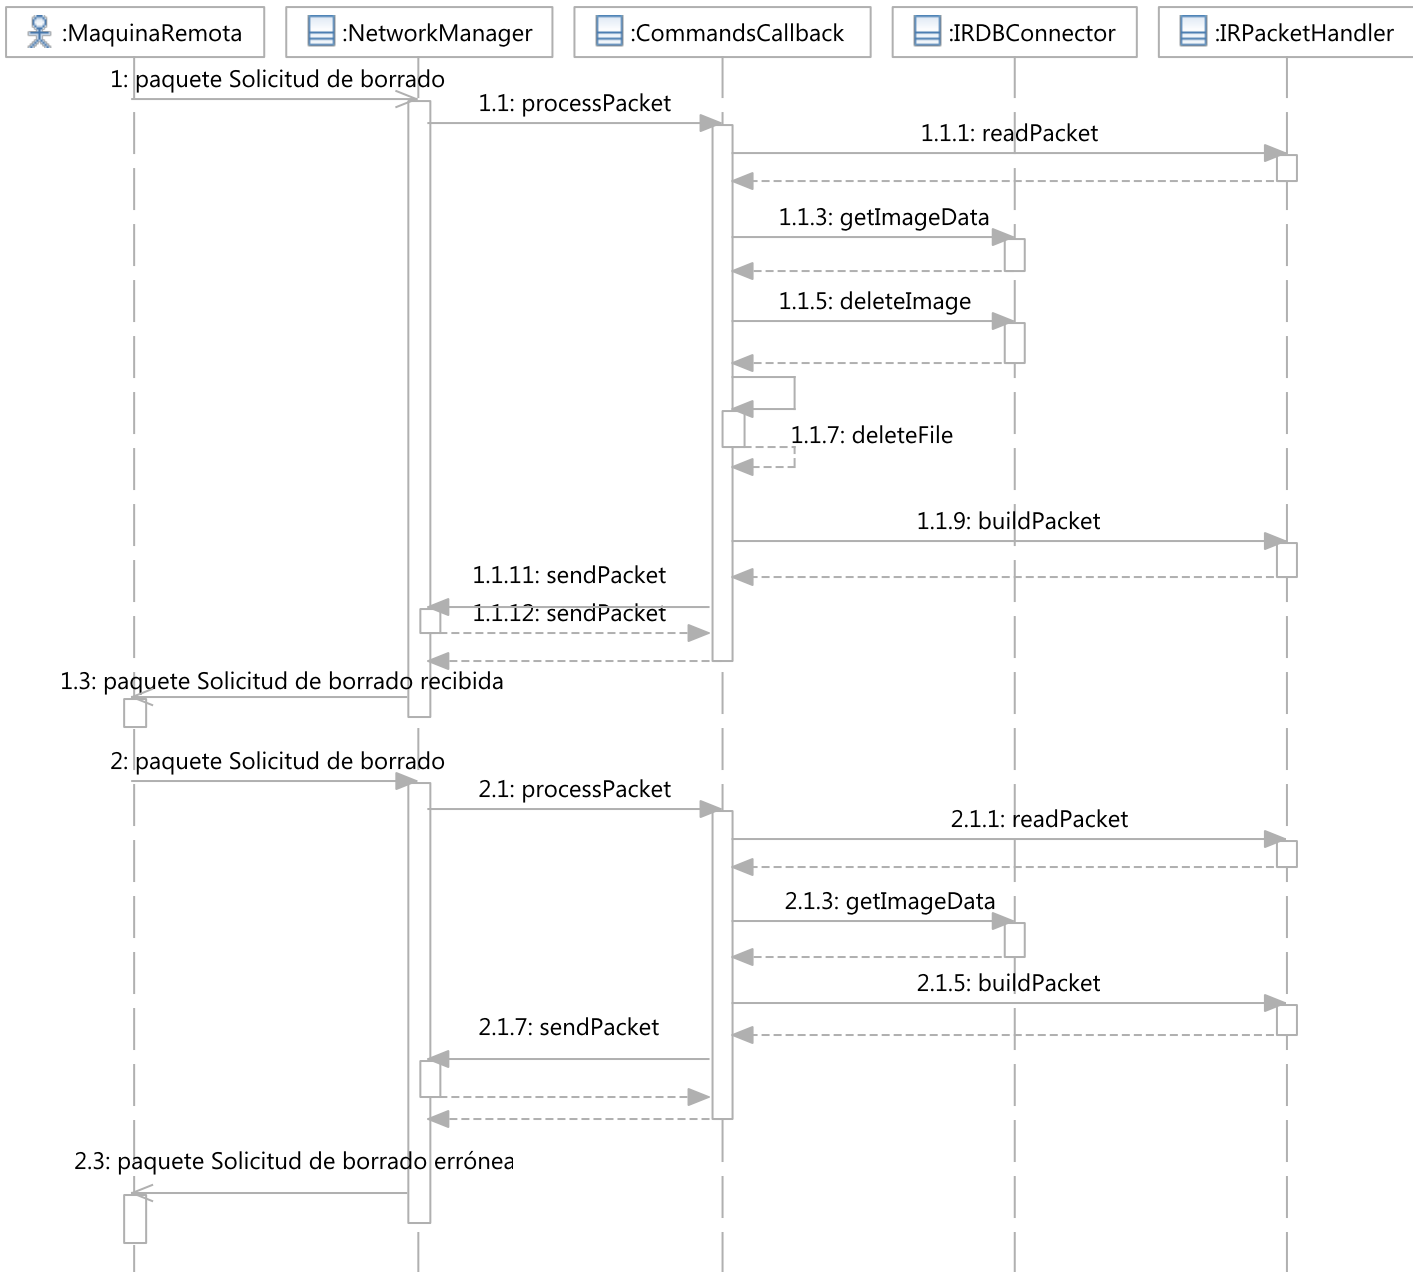 :MaquinaRemota
:NetworkManager
:CommandsCallback
:IRDBConnector
:IRPacketHandler
1: paquete Solicitud de borrado
1.1: processPacket
1.1.1: readPacket
1.1.3: getImageData
1.1.5: deleteImage
1.1.7: deleteFile
1.1.9: buildPacket
1.1.11: sendPacket
1.1.12: sendPacket
1.3: paquete Solicitud de borrado recibida
2: paquete Solicitud de borrado
2.1: processPacket
2.1.1: readPacket
2.1.3: getImageData
2.1.5: buildPacket
2.1.7: sendPacket
2.3: paquete Solicitud de borrado errónea